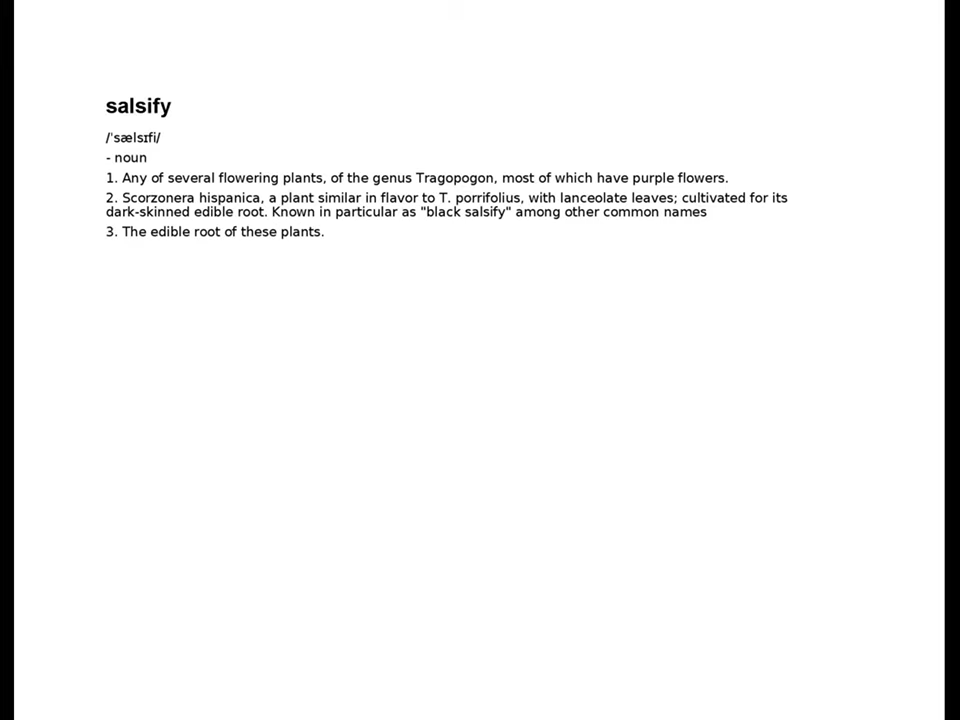 salsify
/ˈsælsɪfi/
- noun
1. Any of several flowering plants, of the genus Tragopogon, most of which have purple flowers.
2. Scorzonera hispanica, a plant similar in flavor to T. porrifolius, with lanceolate leaves; cultivated for its
dark-skinned edible root. Known in particular as "black salsify" among other common names
3. The edible root of these plants.